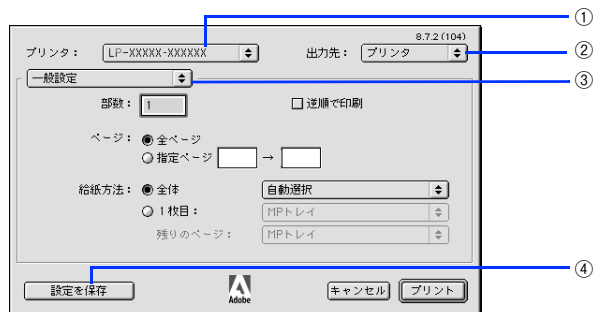 ①
8.7.2 (104)
プリンタ： LP-XXXXX-XXXXXX 出力先： プリンタ ②
一般設定 ③
部数： 1 逆順で印刷
ページ： 全ページ
指定ページ →
給紙方法： 全体 自動選択
1枚目： MPトレイ
残りのページ： MPトレイ
④
設定を保存 Adobe キャンセル プリント